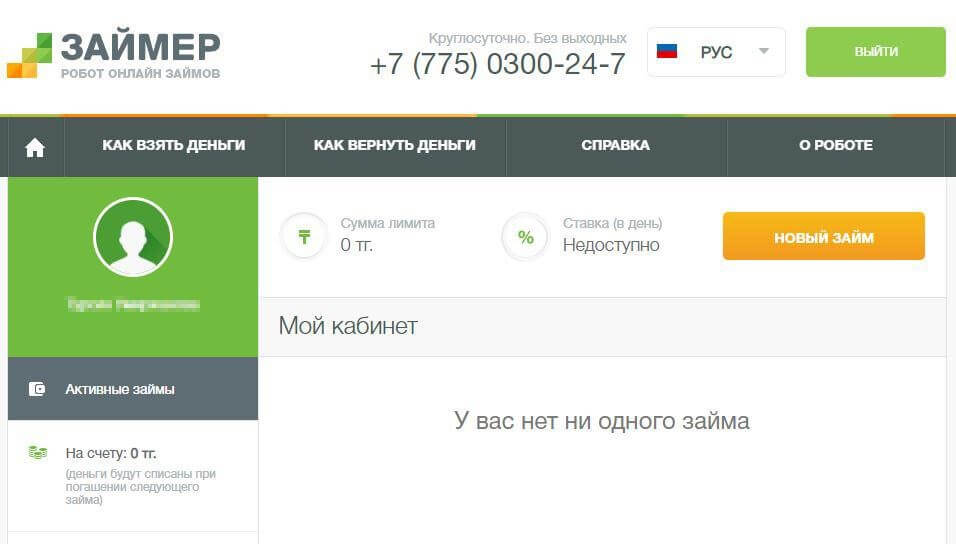 ЗАЙМЕР
РОБОТ ОНЛАЙН ЗАЙМОВ
Круглосуточно. Без выходных
+7 (775) 0300-24-7
РУС
ВЫЙТИ
КАК ВЗЯТЬ ДЕНЬГИ
КАК ВЕРНУТЬ ДЕНЬГИ
СПРАВКА
О РОБОТЕ
Сумма лимита
0 тг.
%
Ставка (в день)
Недоступно
НОВЫЙ ЗАЙМ
Мой кабинет
Активные займы
У вас нет ни одного займа
На счету: 0 тг.
(деньги будут списаны при
погашении следующего
займа)